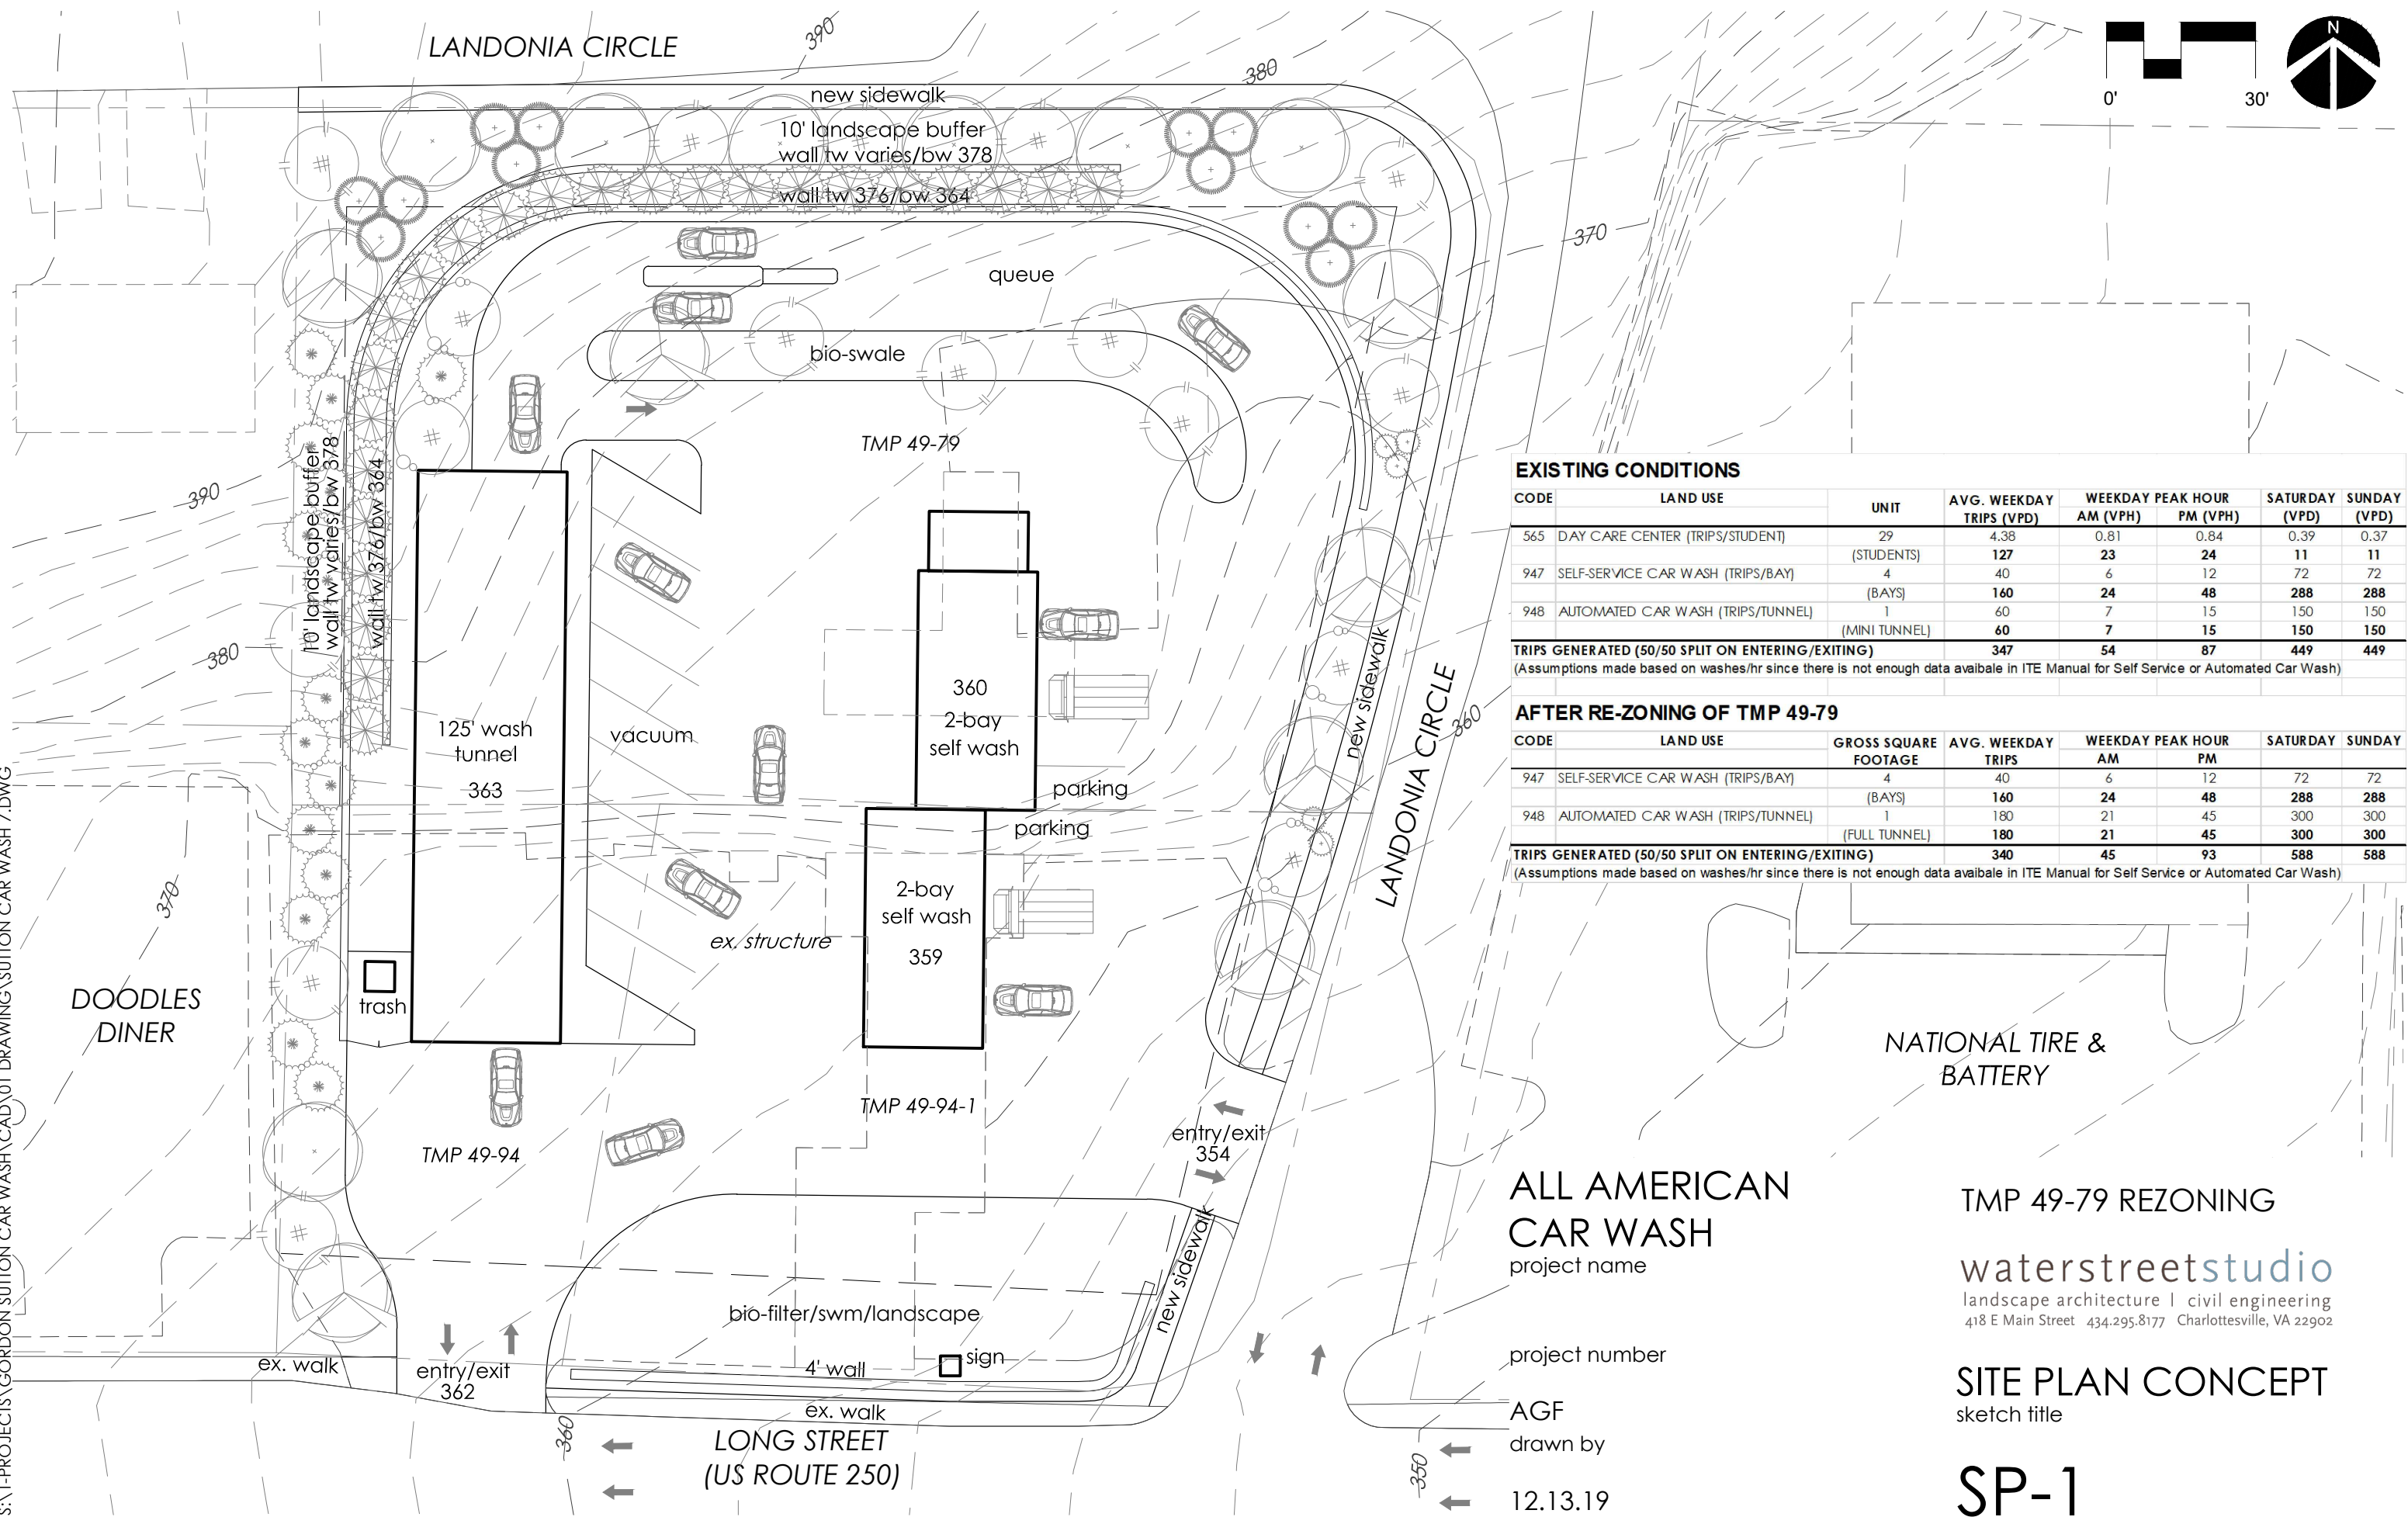 LANDONIA CIRCLE
390
380
N
0' 30'
new sidewalk
10' landscape buffer
wall tw varies/bw 378
wall tw 376/bw 364
370
queue
bio-swale
TMP 49-79
390
10' landscape buffer
wall tw varies/bw 378
wall tw 376/bw 364
380
EXISTING CONDITIONS
CODE LAND USE UNIT AVG. WEEKDAY TRIPS (VPD) WEEKDAY PEAK HOUR SATURDAY SUNDAY
AM (VPH) PM (VPH) (VPD) (VPD)
565 DAY CARE CENTER (TRIPS/STUDENT) 29 4.38 0.81 0.84 0.39 0.37
(STUDENTS) 127 23 24 11 11
947 SELF-SERVICE CAR WASH (TRIPS/BAY) 4 40 6 12 72 72
(BAYS) 160 24 48 288 288
948 AUTOMATED CAR WASH (TRIPS/TUNNEL) 1 60 7 15 150 150
(MINI TUNNEL) 60 7 15 150 150
TRIPS GENERATED (50/50 SPLIT ON ENTERING/EXITING) 347 54 87 449 449
(Assumptions made based on washes/hr since there is not enough data avaibale in ITE Manual for Self Service or Automated Car Wash)
AFTER RE-ZONING OF TMP 49-79
CODE LAND USE GROSS SQUARE FOOTAGE AVG. WEEKDAY TRIPS WEEKDAY PEAK HOUR SATURDAY SUNDAY
AM PM
947 SELF-SERVICE CAR WASH (TRIPS/BAY) 4 40 6 12 72 72
(BAYS) 160 24 48 288 288
948 AUTOMATED CAR WASH (TRIPS/TUNNEL) 1 180 21 45 300 300
(FULL TUNNEL) 180 21 45 300 300
TRIPS GENERATED (50/50 SPLIT ON ENTERING/EXITING) 340 45 93 588 588
(Assumptions made based on washes/hr since there is not enough data avaibale in ITE Manual for Self Service or Automated Car Wash)
125' wash
tunnel
363
vacuum
360
2-bay
self wash
parking
parking
new sidewalk
LANDONIA CIRCLE
360
2-bay
self wash
359
ex. structure
370
DOODLES
DINER
trash
NATIONAL TIRE &
BATTERY
TMP 49-94-1
TMP 49-94
entry/exit
354
new sidewalk
bio-filter/swm/landscape
4' wall
sign
ex. walk
entry/exit
362
ex. walk
360
LONG STREET
(US ROUTE 250)
350
S:\1-PROJECTS\GORDON SUTTON CAR WASH\CAD\01 DRAWING\SUTTON CAR WASH 7.DWG
ALL AMERICAN
CAR WASH
project name
project number
AGF
drawn by
12.13.19
TMP 49-79 REZONING
waterstreetstudio
landscape architecture | civil engineering
418 E Main Street 434.295.8177 Charlottesville, VA 22902
SITE PLAN CONCEPT
sketch title
SP-1